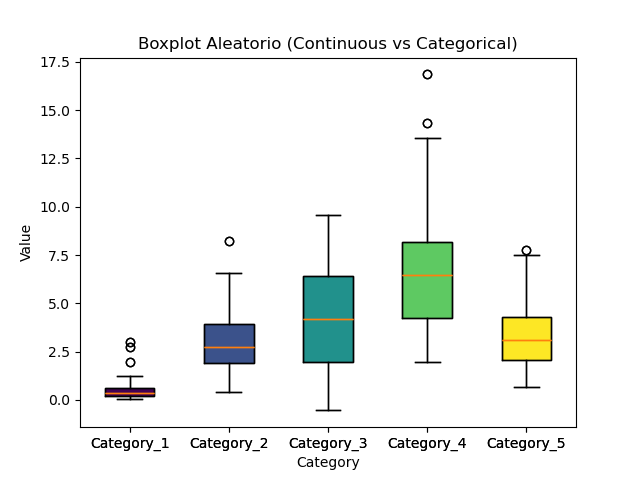 Boxplot Aleatorio (Continuous vs Categorical)
17.5
15.0
12.5
10.0
7.5
5.0
2.5
0.0
Value
Category_1 Category_2 Category_3 Category_4 Category_5
Category